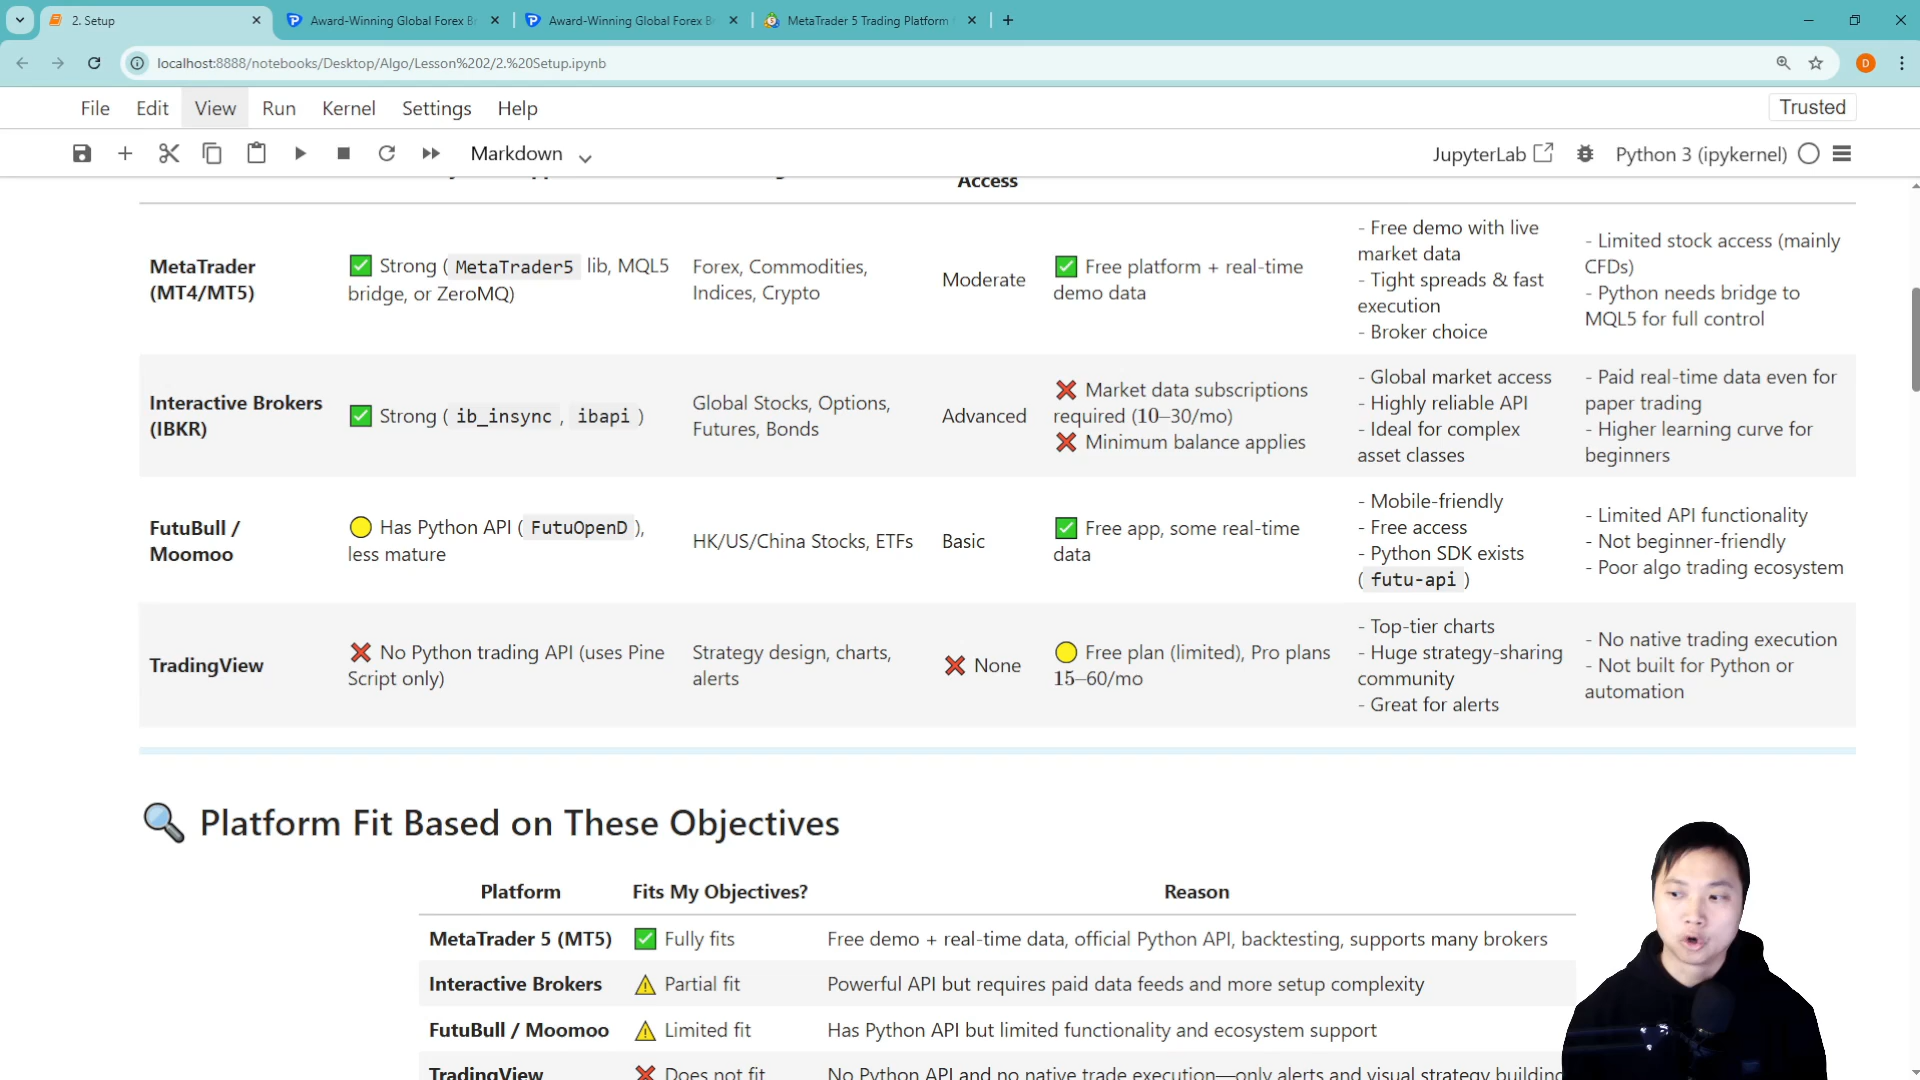 2. Setup
Award-Winning Global Forex Br
Award-Winning Global Forex B
MetaTrader 5 Trading Platform
localhost:8888/notebooks/Desktop/Algo/Lesson%202/2.%20Setup.ipynb
D
File Edit View Run Kernel Settings Help
Trusted
Markdown
JupyterLab
Python 3 (ipykernel)
Access
MetaTrader
(MT4/MT5)
✅ Strong ( MetaTrader5 lib, MQL5
bridge, or ZeroMQ)
Forex, Commodities,
Indices, Crypto
Moderate
✅ Free platform + real-time
demo data
- Free demo with live
market data
- Tight spreads & fast
execution
- Broker choice
- Limited stock access (mainly
CFDs)
- Python needs bridge to
MQL5 for full control
Interactive Brokers
(IBKR)
✅ Strong ( ib_insync , ibapi )
Global Stocks, Options,
Futures, Bonds
Advanced
❌ Market data subscriptions
required (10–30/mo)
❌ Minimum balance applies
- Global market access
- Highly reliable API
- Ideal for complex
asset classes
- Paid real-time data even for
paper trading
- Higher learning curve for
beginners
FutuBull /
Moomoo
🟡 Has Python API ( FutuOpenD ),
less mature
HK/US/China Stocks, ETFs
Basic
✅ Free app, some real-time
data
- Mobile-friendly
- Free access
- Python SDK exists
( futu-api )
- Limited API functionality
- Not beginner-friendly
- Poor algo trading ecosystem
TradingView
❌ No Python trading API (uses Pine
Script only)
Strategy design, charts,
alerts
❌ None
🟡 Free plan (limited), Pro plans
15–60/mo
- Top-tier charts
- Huge strategy-sharing
community
- Great for alerts
- No native trading execution
- Not built for Python or
automation
🔍 Platform Fit Based on These Objectives
Platform Fits My Objectives? Reason
MetaTrader 5 (MT5) ✅ Fully fits Free demo + real-time data, official Python API, backtesting, supports many brokers
Interactive Brokers ⚠️ Partial fit Powerful API but requires paid data feeds and more setup complexity
FutuBull / Moomoo ⚠️ Limited fit Has Python API but limited functionality and ecosystem support
TradingView ❌ Does not fit No Python API and no native trade execution—only alerts and visual strategy building